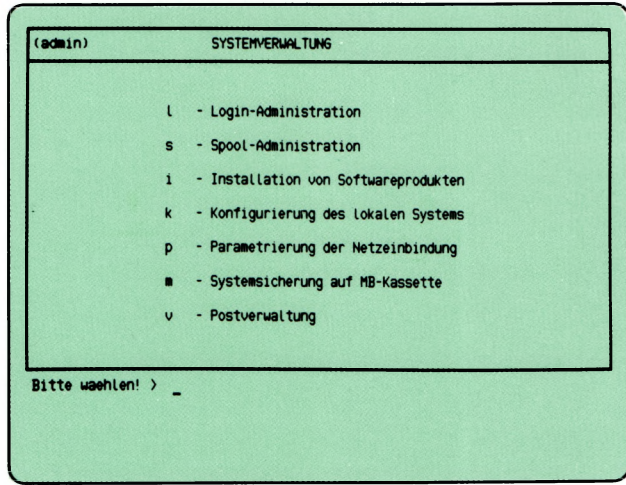 (admin) SYSTEMVERWALTUNG
l - Login-Administration
s - Spool-Administration
i - Installation von Softwareprodukten
k - Konfigurierung des lokalen Systems
p - Parametrierung der Netzeinbindung
m - Systemsicherung auf MB-Kassette
v - Postverwaltung
Bitte waehlen! > _